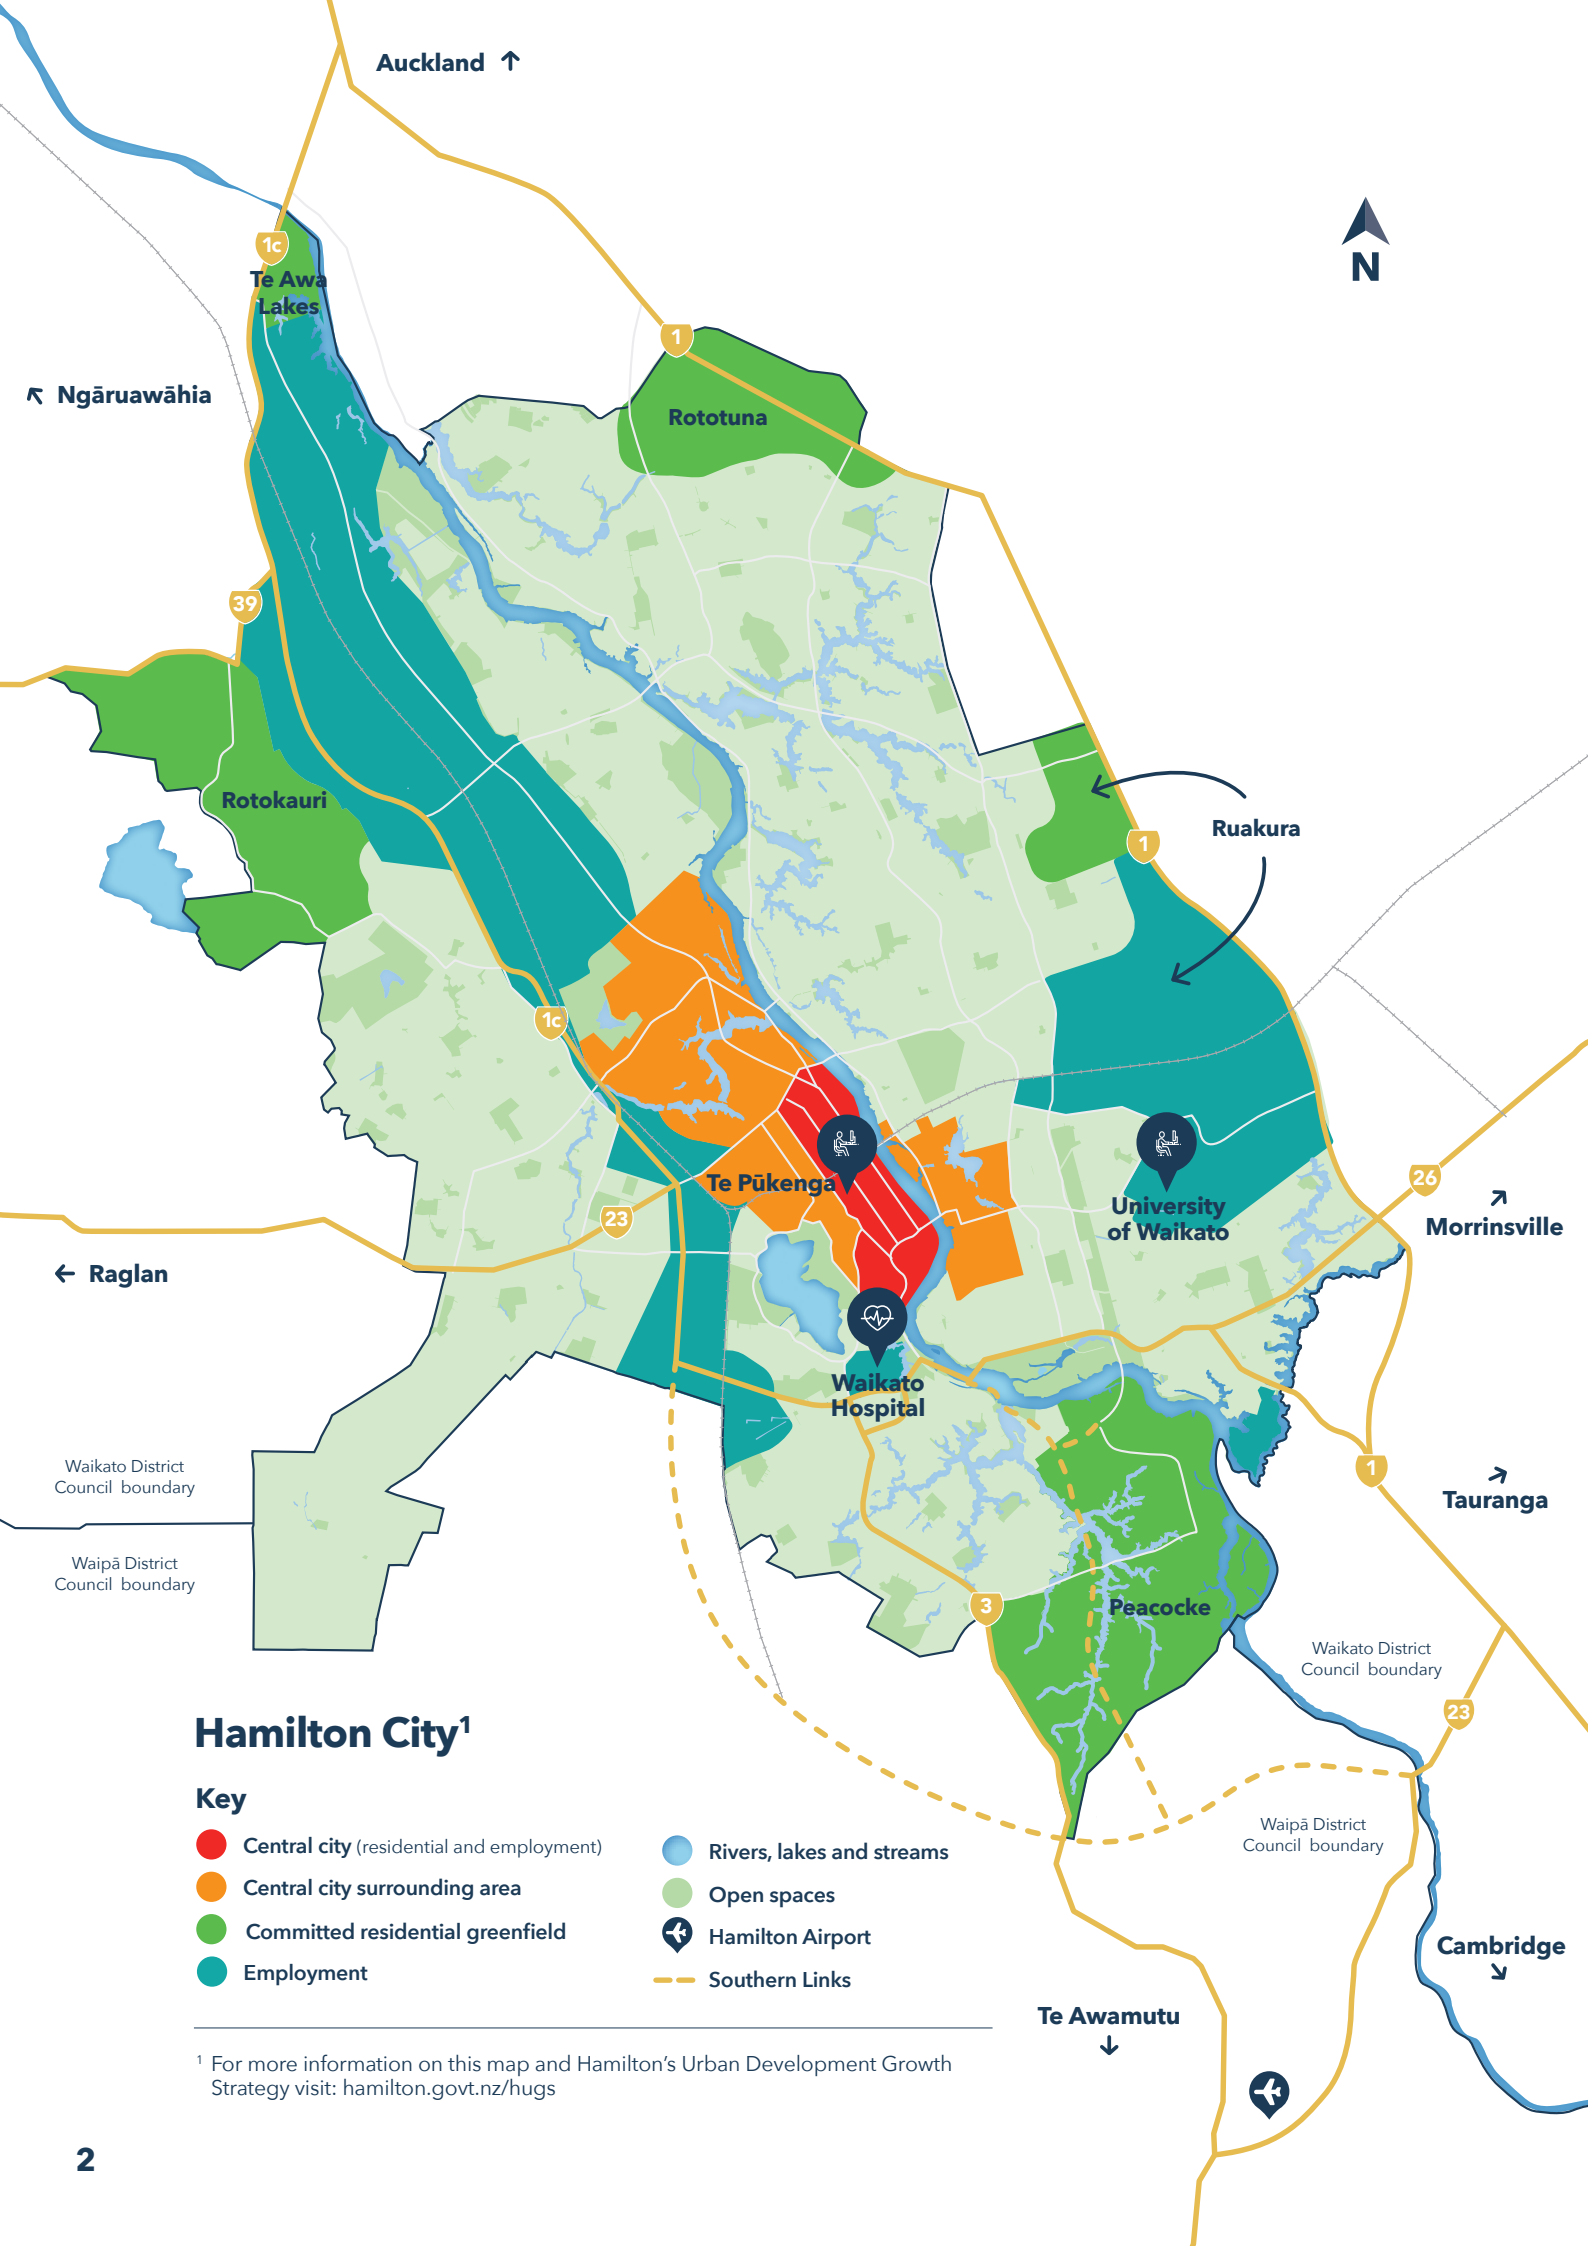 Auckland
1c
Te Awa
Lakes
N
1
Ngāruawāhia
Rototuna
39
Rotokauri
Ruakura
1
1c
Te Pūkenga
University
of Waikato
26
Morrinsville
23
Raglan
Waikato
Hospital
Waikato District
Council boundary
1
Tauranga
Waipā District
Council boundary
3
Peacocke
Waikato District
Council boundary
23
Waipā District
Council boundary
Cambridge
Te Awamutu
Hamilton City¹
Key
Central city (residential and employment)
Central city surrounding area
Committed residential greenfield
Employment
Rivers, lakes and streams
Open spaces
Hamilton Airport
Southern Links
¹ For more information on this map and Hamilton’s Urban Development Growth
Strategy visit: hamilton.govt.nz/hugs
2